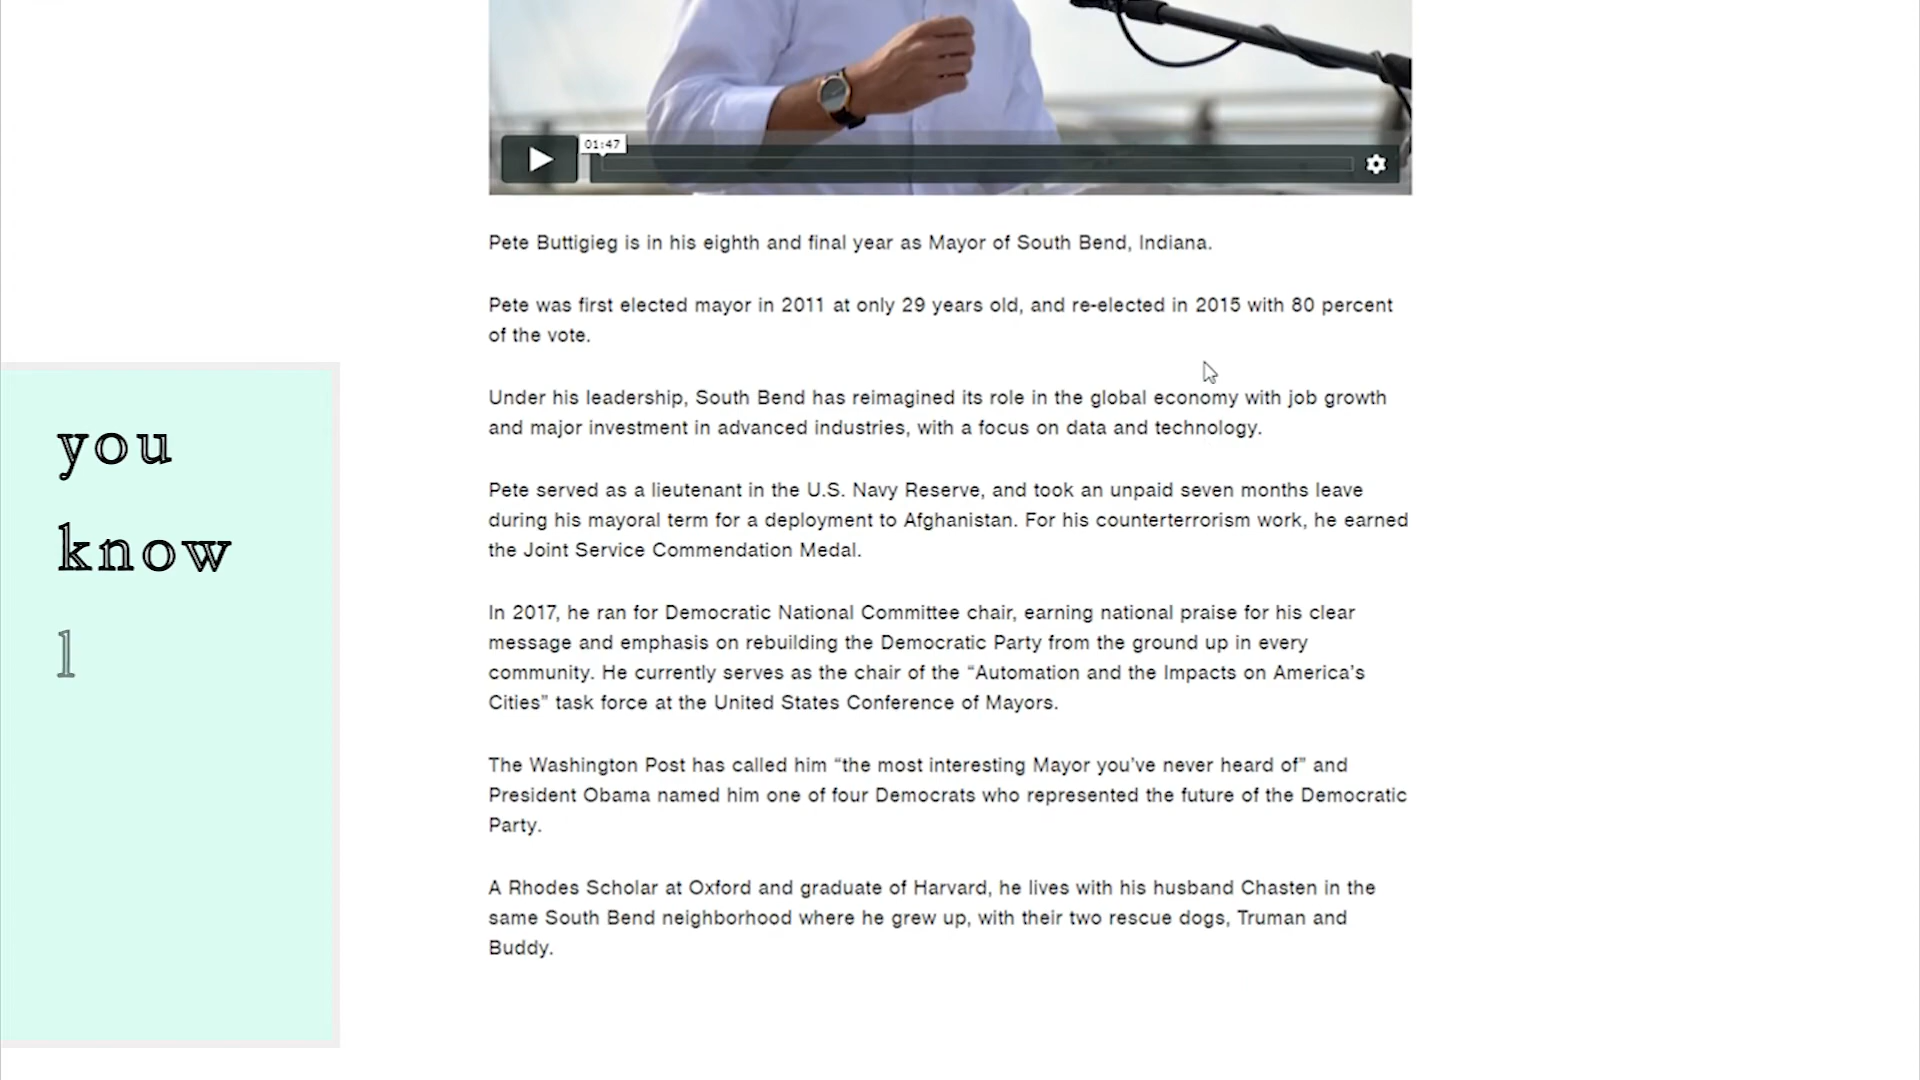 01:47
Pete Buttigieg is in his eighth and final year as Mayor of South Bend, Indiana.
Pete was first elected mayor in 2011 at only 29 years old, and re-elected in 2015 with 80 percent
of the vote.
Under his leadership, South Bend has reimagined its role in the global economy with job growth
and major investment in advanced industries, with a focus on data and technology.
Pete served as a lieutenant in the U.S. Navy Reserve, and took an unpaid seven months leave
during his mayoral term for a deployment to Afghanistan. For his counterterrorism work, he earned
the Joint Service Commendation Medal.
In 2017, he ran for Democratic National Committee chair, earning national praise for his clear
message and emphasis on rebuilding the Democratic Party from the ground up in every
community. He currently serves as the chair of the “Automation and the Impacts on America’s
Cities” task force at the United States Conference of Mayors.
The Washington Post has called him “the most interesting Mayor you’ve never heard of” and
President Obama named him one of four Democrats who represented the future of the Democratic
Party.
A Rhodes Scholar at Oxford and graduate of Harvard, he lives with his husband Chasten in the
same South Bend neighborhood where he grew up, with their two rescue dogs, Truman and
Buddy.
you
know
l